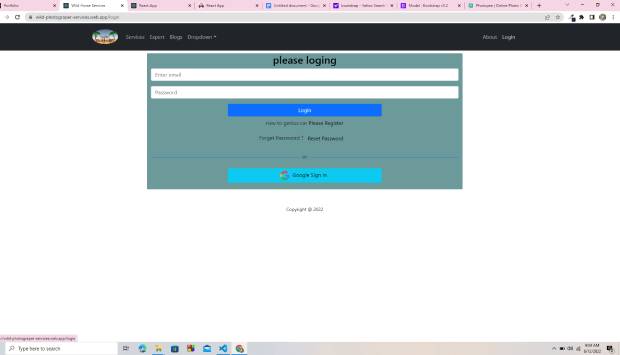 Portfolio
Wild House Services
React App
React App
Untitled document - Goo
bootstrap - Yahoo Search
Modal · Bootstrap v5.2
Photopea | Online Photo
wild-photograper-services.web.app/login
Services Expert Blogs Dropdown
About Login
please loging
Enter email
Password
Login
new to genius car Please Register
Forget Password ? Reset Password
or
Google Sign In
Copyright @ 2022
wild-photograper-services.web.app/login
Type here to search
9:59 AM
9/12/2022